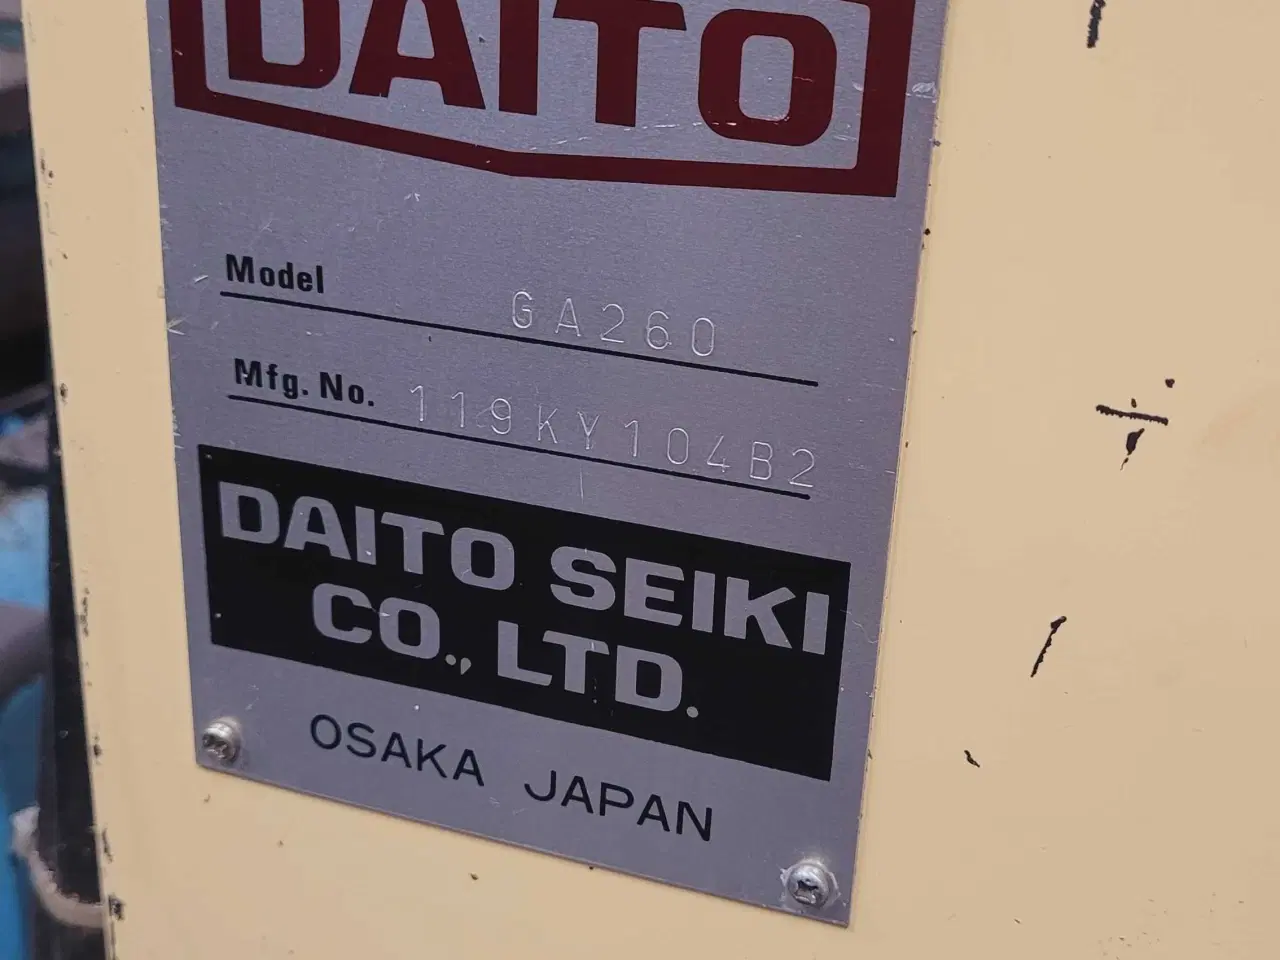 DAITO
Model GA260
Mfg. No. 119KY104B2
DAITO SEIKI
CO., LTD.
OSAKA JAPAN